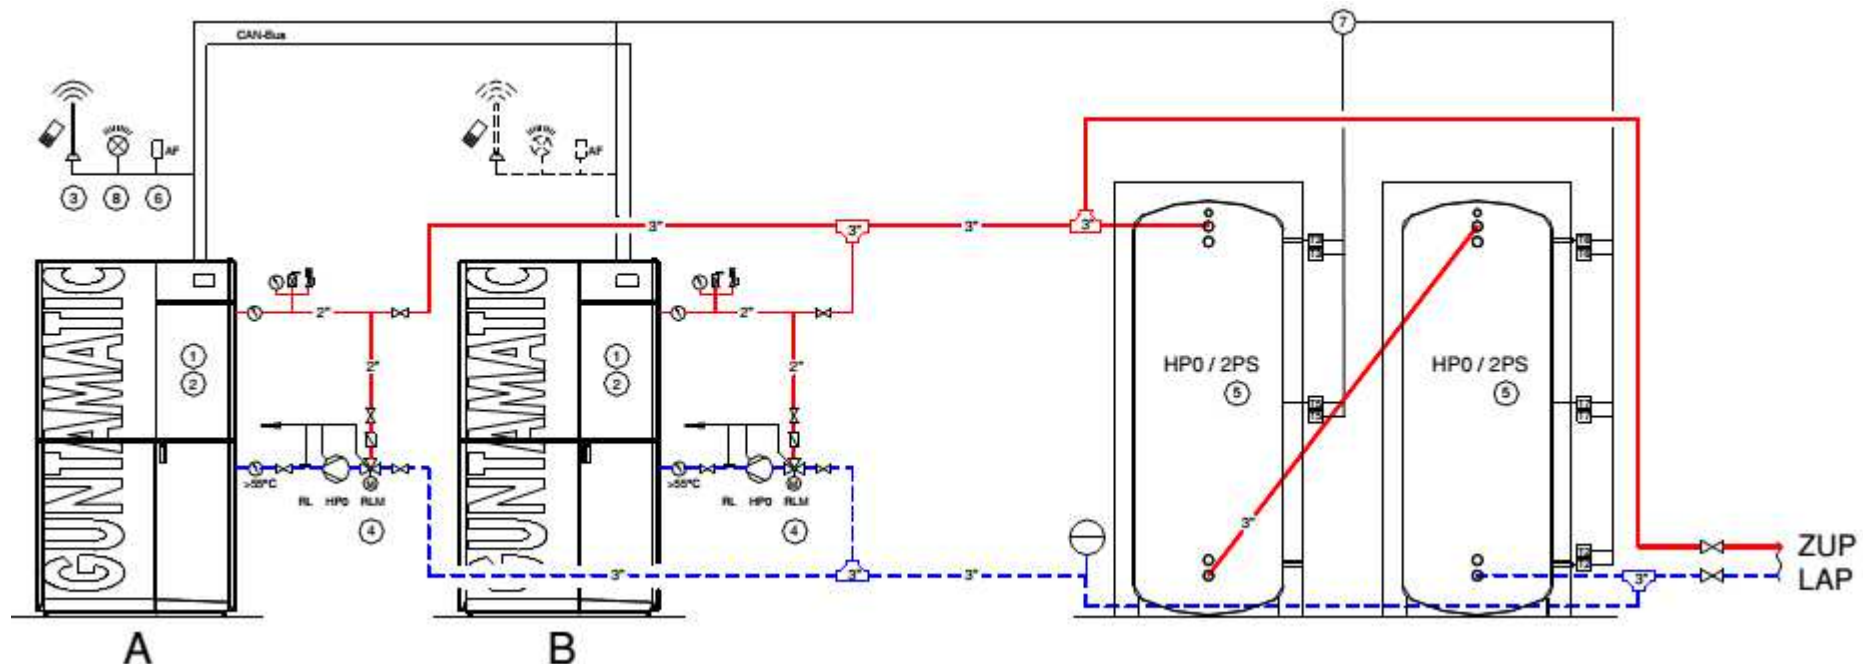 7
CAN-Bus
AF
AF
3
8
6
3"
3"
3"
3"
GUNTAMATIC
GUNTAMATIC
2"
2"
1
2
1
2
2"
2"
HP0 / 2PS
5
HP0 / 2PS
5
>55°C
RL
HP0
RLM
M
4
>55°C
RL
HP0
RLM
M
4
3"
3"
3"
3"
3"
ZUP
LAP
A
B